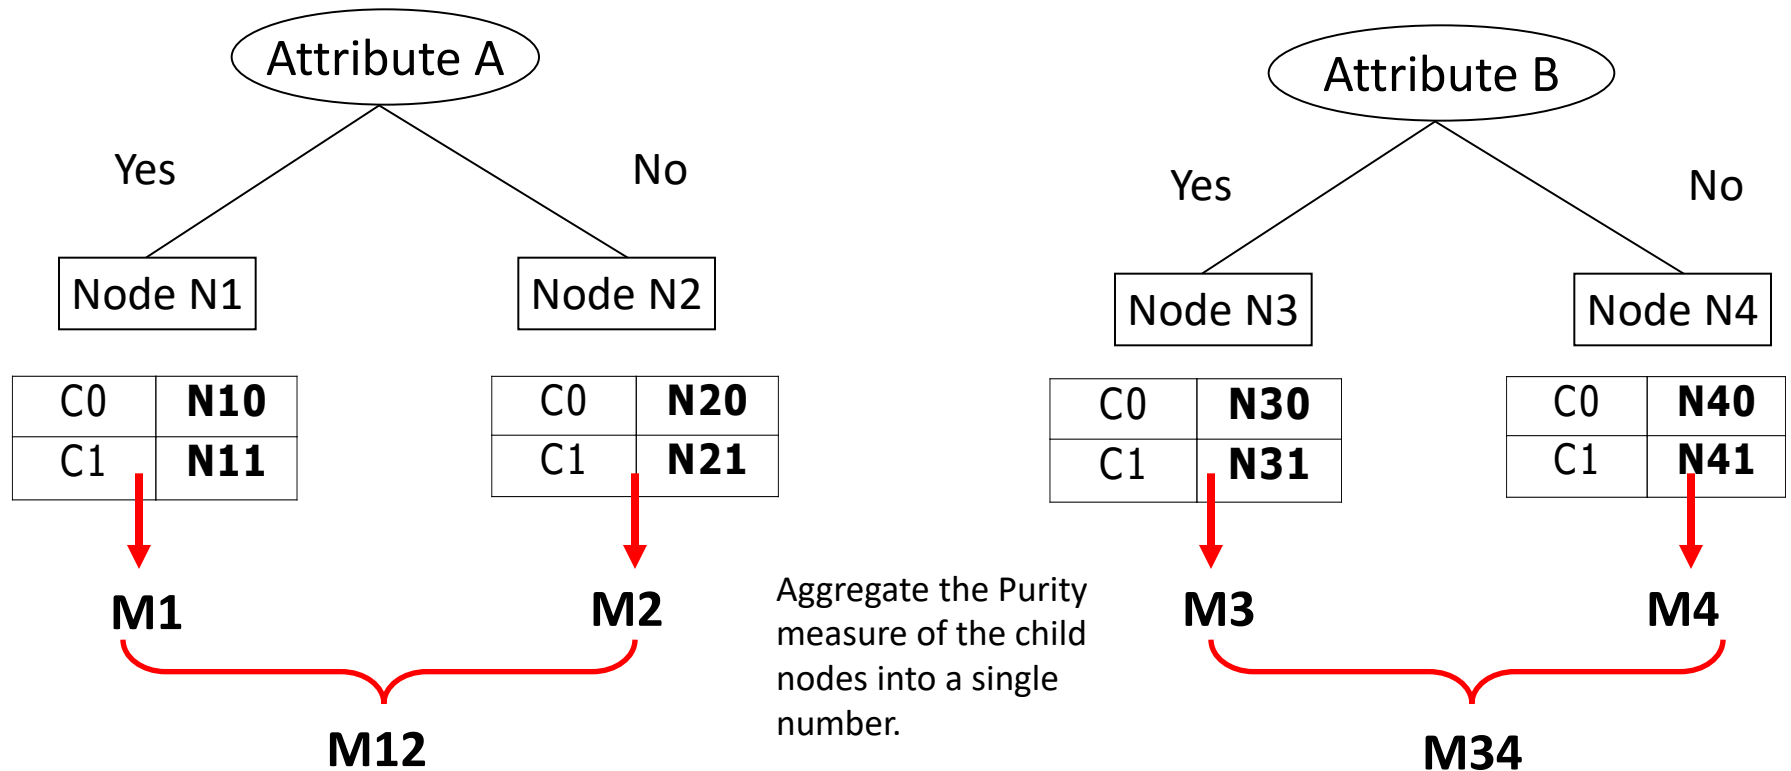 Attribute A
Yes
No
Node N1
Node N2
C0 N10
C1 N11
C0 N20
C1 N21
M1
M2
M12
Aggregate the Purity
measure of the child
nodes into a single
number.
Attribute B
Yes
No
Node N3
Node N4
C0 N30
C1 N31
C0 N40
C1 N41
M3
M4
M34